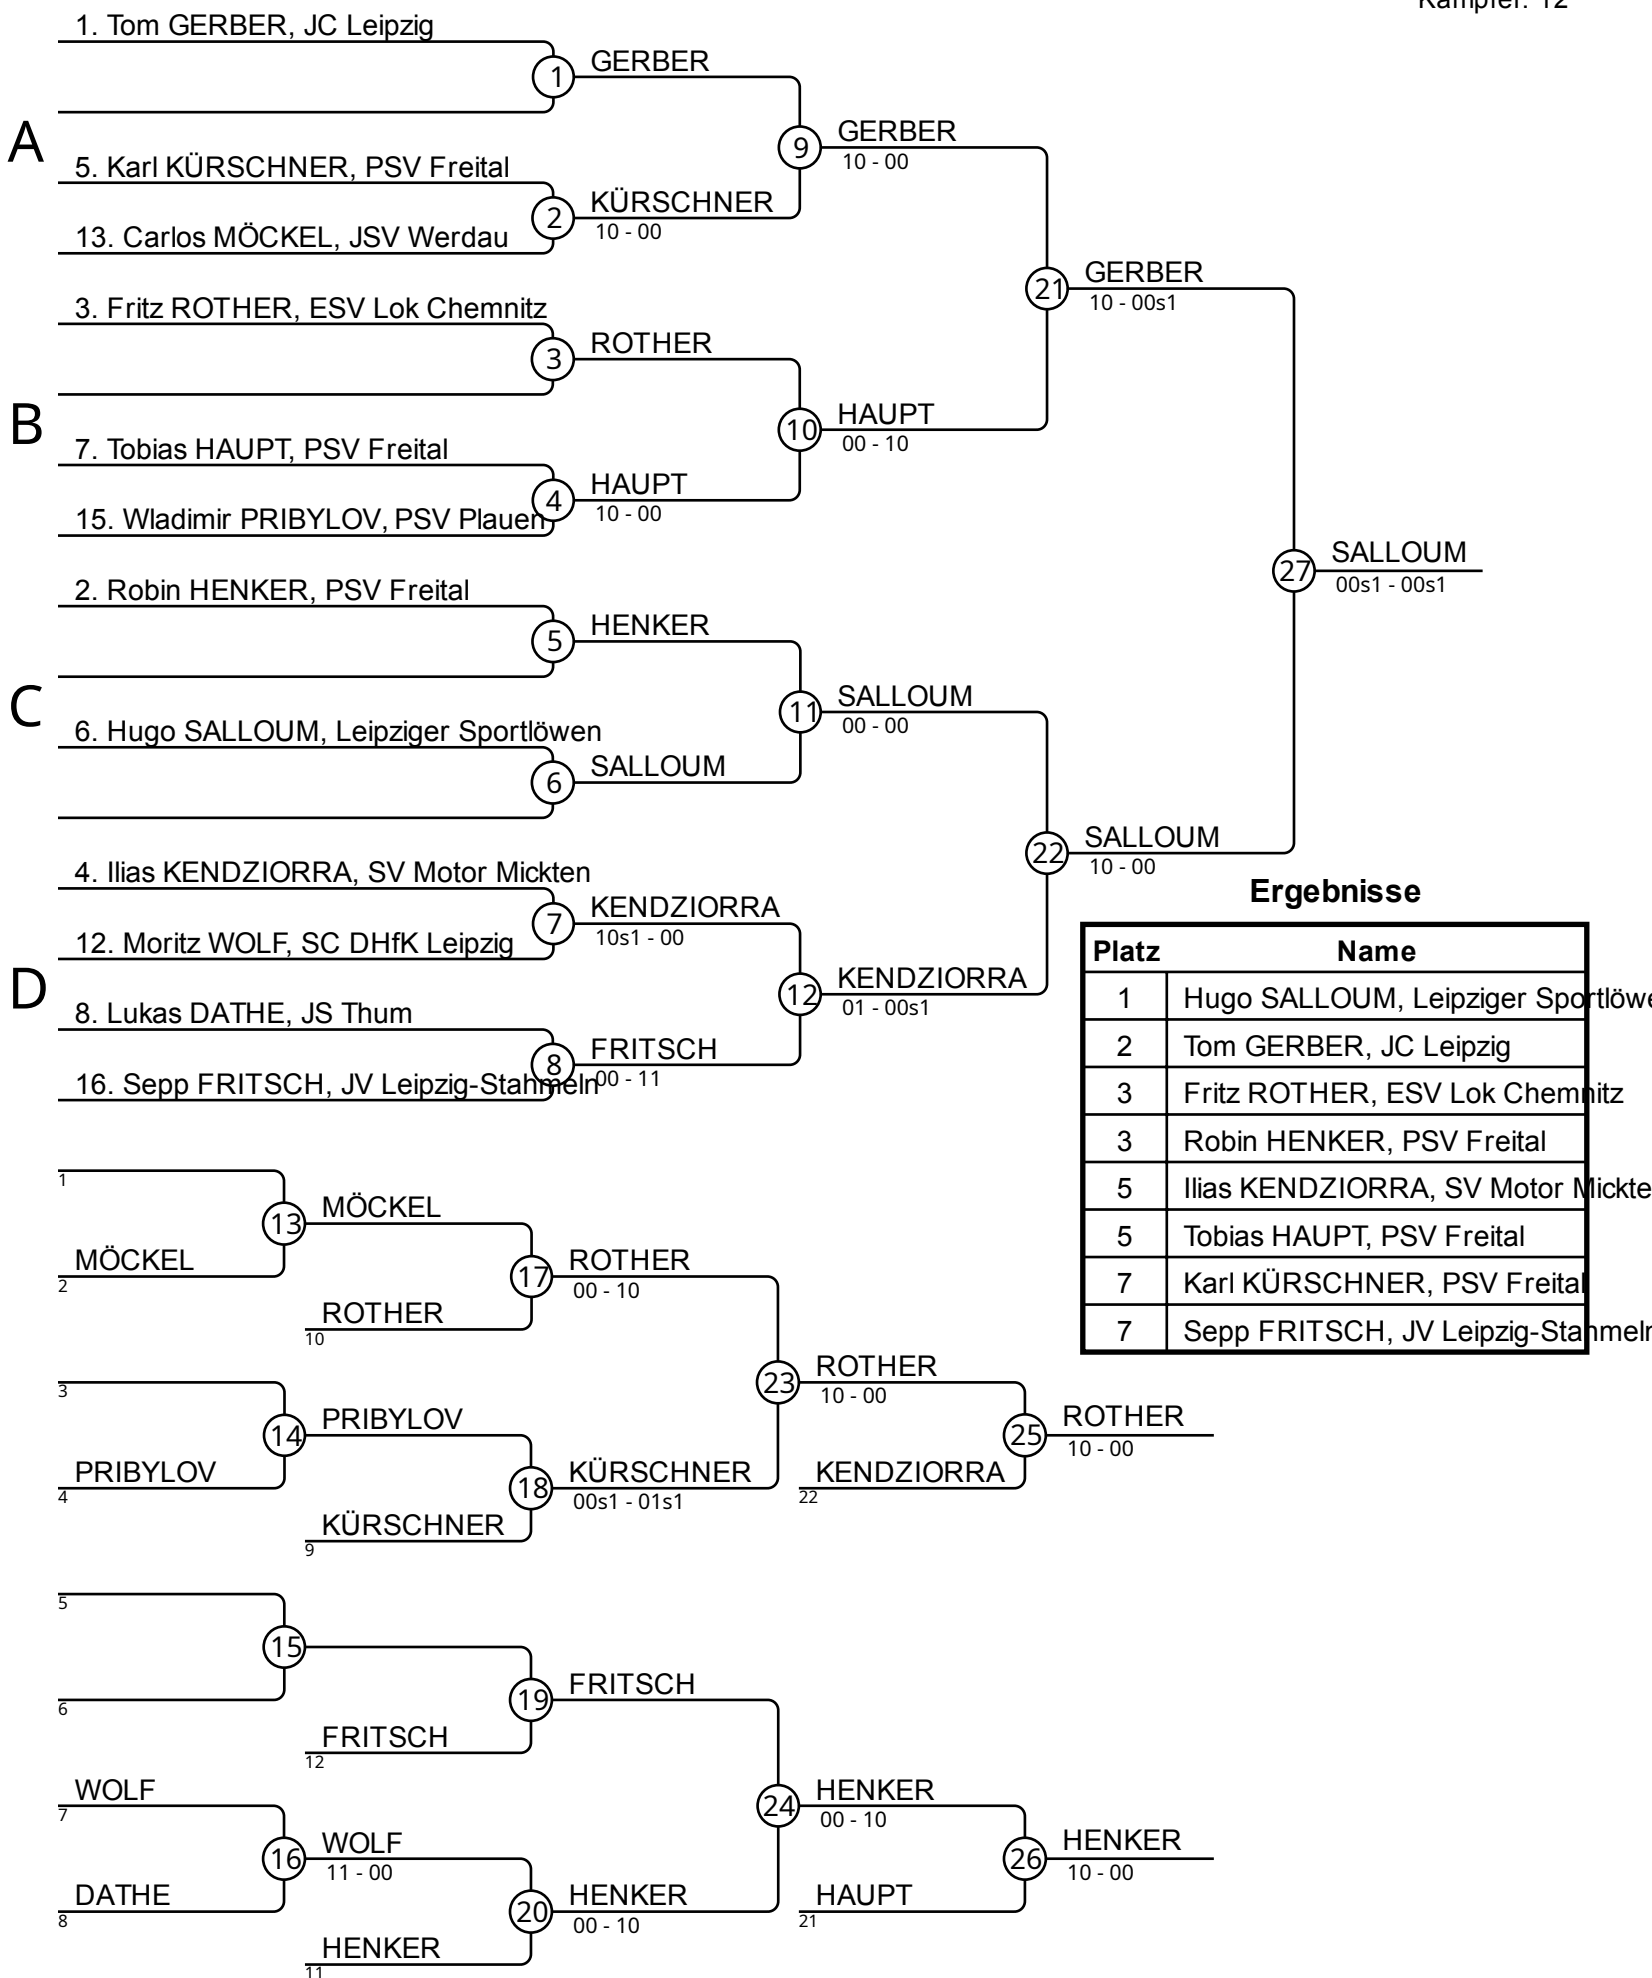 Kämpfer: 12
1. Tom GERBER, JC Leipzig
1
GERBER
A
5. Karl KÜRSCHNER, PSV Freital
13. Carlos MÖCKEL, JSV Werdau
2
KÜRSCHNER
10 - 00
9
GERBER
10 - 00
3. Fritz ROTHER, ESV Lok Chemnitz
3
ROTHER
B
7. Tobias HAUPT, PSV Freital
15. Wladimir PRIBYLOV, PSV Plauen
4
HAUPT
10 - 00
10
HAUPT
00 - 10
21
GERBER
10 - 00s1
2. Robin HENKER, PSV Freital
5
HENKER
C
6. Hugo SALLOUM, Leipziger Sportlöwen
6
SALLOUM
11
SALLOUM
00 - 00
4. Ilias KENDZIORRA, SV Motor Mickten
12. Moritz WOLF, SC DHfK Leipzig
7
KENDZIORRA
10s1 - 00
D
8. Lukas DATHE, JS Thum
16. Sepp FRITSCH, JV Leipzig-Stahmeln
8
FRITSCH
00 - 11
12
KENDZIORRA
01 - 00s1
22
SALLOUM
10 - 00
27
SALLOUM
00s1 - 00s1
Ergebnisse
Platz Name
1 Hugo SALLOUM, Leipziger Sportlöwe
2 Tom GERBER, JC Leipzig
3 Fritz ROTHER, ESV Lok Chemnitz
3 Robin HENKER, PSV Freital
5 Ilias KENDZIORRA, SV Motor Mickte
5 Tobias HAUPT, PSV Freital
7 Karl KÜRSCHNER, PSV Freital
7 Sepp FRITSCH, JV Leipzig-Stahmeln
1
MÖCKEL
2
13
MÖCKEL
ROTHER
10
17
ROTHER
00 - 10
3
PRIBYLOV
4
14
PRIBYLOV
KÜRSCHNER
9
18
KÜRSCHNER
00s1 - 01s1
23
ROTHER
10 - 00
KENDZIORRA
22
25
ROTHER
10 - 00
5
6
15
FRITSCH
12
19
FRITSCH
WOLF
7
DATHE
8
16
WOLF
11 - 00
HENKER
11
20
HENKER
00 - 10
24
HENKER
00 - 10
HAUPT
21
26
HENKER
10 - 00